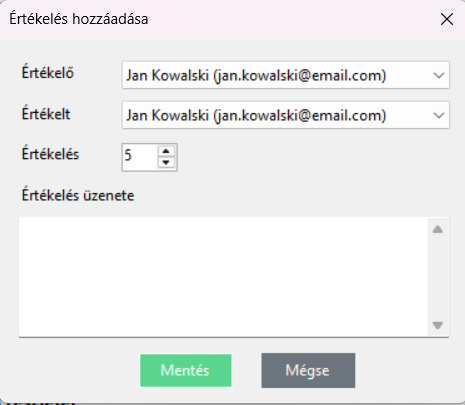 Értékelés hozzáadása
Értékelő Jan Kowalski (jan.kowalski@email.com)
Értékelt Jan Kowalski (jan.kowalski@email.com)
Értékelés 5
Értékelés üzenete
Mentés Mégse